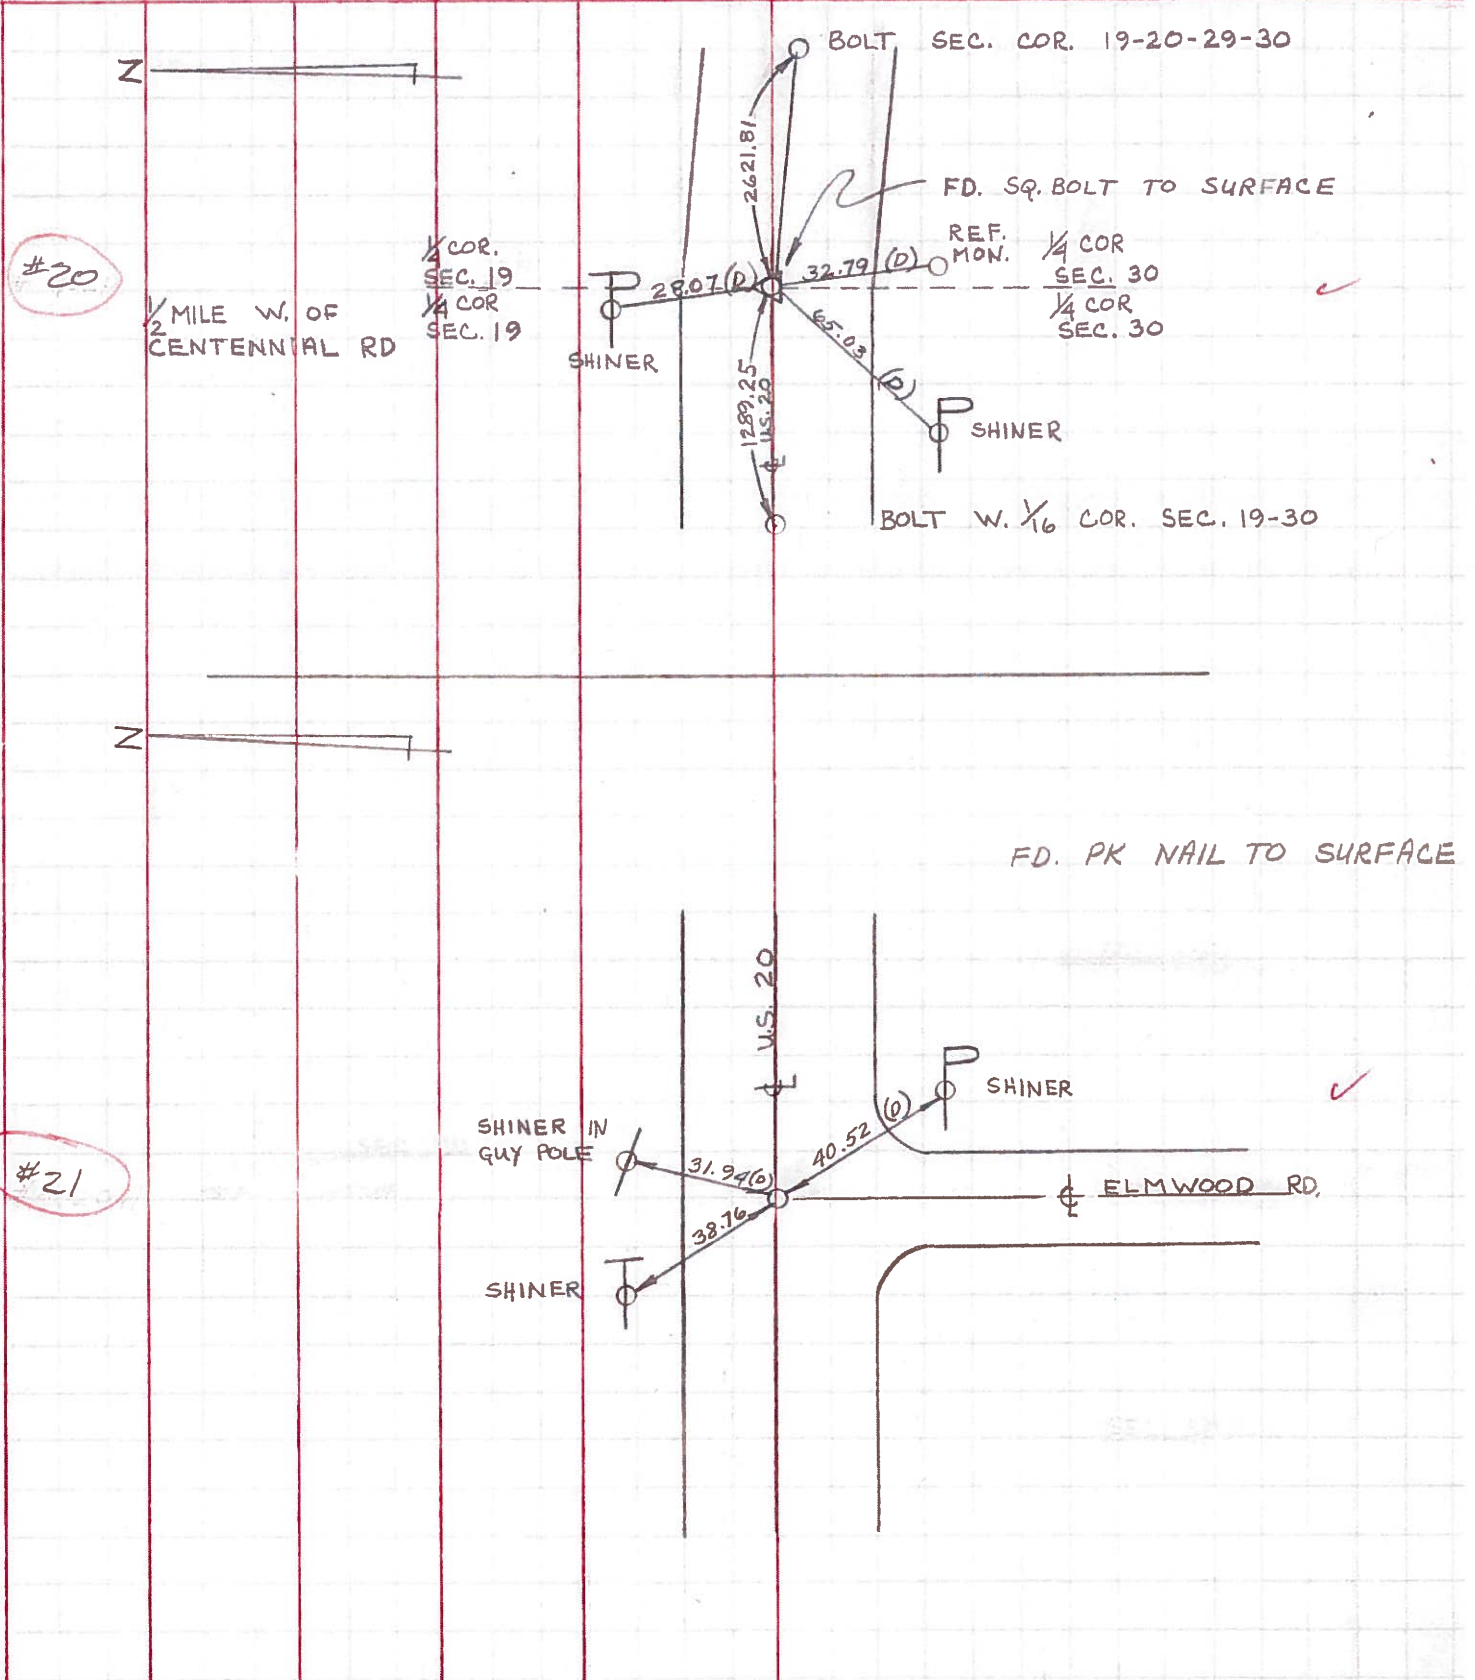 BOLT SEC. COR. 19-20-29-30
N
2621.81
FD. SQ. BOLT TO SURFACE
#20
1/4 COR.
SEC. 19
1/4 COR
SEC. 19
1/2 MILE W. OF
CENTENNIAL RD
28.07 (D)
32.79 (D)
REF.
MON.
1/4 COR
SEC. 30
1/4 COR
SEC. 30
P
SHINER
65.03 (D)
P
SHINER
1289.25
℄ U.S. 20
BOLT W. 1/16 COR. SEC. 19-30
N
FD. PK NAIL TO SURFACE
℄ U.S. 20
P
SHINER
SHINER IN
GUY POLE
31.94 (D)
40.52 (D)
#21
℄ ELMWOOD RD.
38.76
T
SHINER